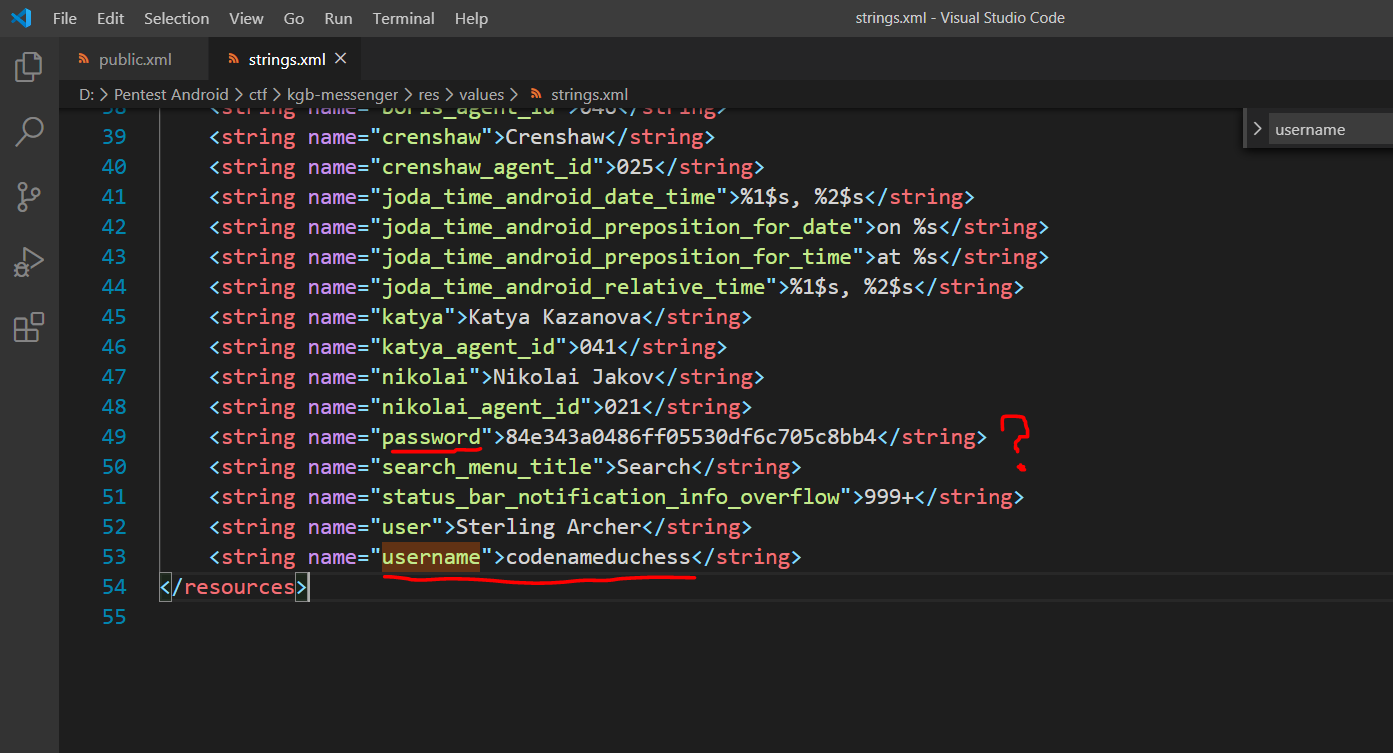 File Edit Selection View Go Run Terminal Help strings.xml - Visual Studio Code
public.xml strings.xml
D: > Pentest Android > ctf > kgb-messenger > res > values > strings.xml
username
38 <string name="boris_agent_id">046</string>
39 <string name="crenshaw">Crenshaw</string>
40 <string name="crenshaw_agent_id">025</string>
41 <string name="joda_time_android_date_time">%1$s, %2$s</string>
42 <string name="joda_time_android_preposition_for_date">on %s</string>
43 <string name="joda_time_android_preposition_for_time">at %s</string>
44 <string name="joda_time_android_relative_time">%1$s, %2$s</string>
45 <string name="katya">Katya Kazanova</string>
46 <string name="katya_agent_id">041</string>
47 <string name="nikolai">Nikolai Jakov</string>
48 <string name="nikolai_agent_id">021</string>
49 <string name="password">84e343a0486ff05530df6c705c8bb4</string> ?
50 <string name="search_menu_title">Search</string>
51 <string name="status_bar_notification_info_overflow">999+</string>
52 <string name="user">Sterling Archer</string>
53 <string name="username">codenameduchess</string>
54 </resources>
55